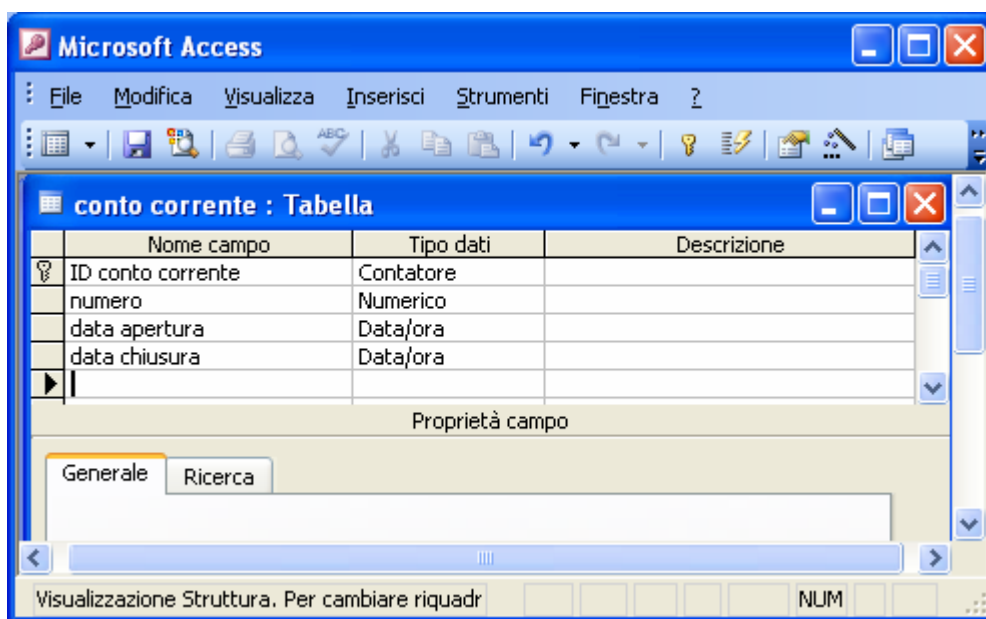 Microsoft Access
File Modifica Visualizza Inserisci Strumenti Finestra ?
ABC
conto corrente : Tabella
Nome campo Tipo dati Descrizione
ID conto corrente Contatore
numero Numerico
data apertura Data/ora
data chiusura Data/ora
Proprietà campo
Generale Ricerca
Visualizzazione Struttura. Per cambiare riquadr NUM